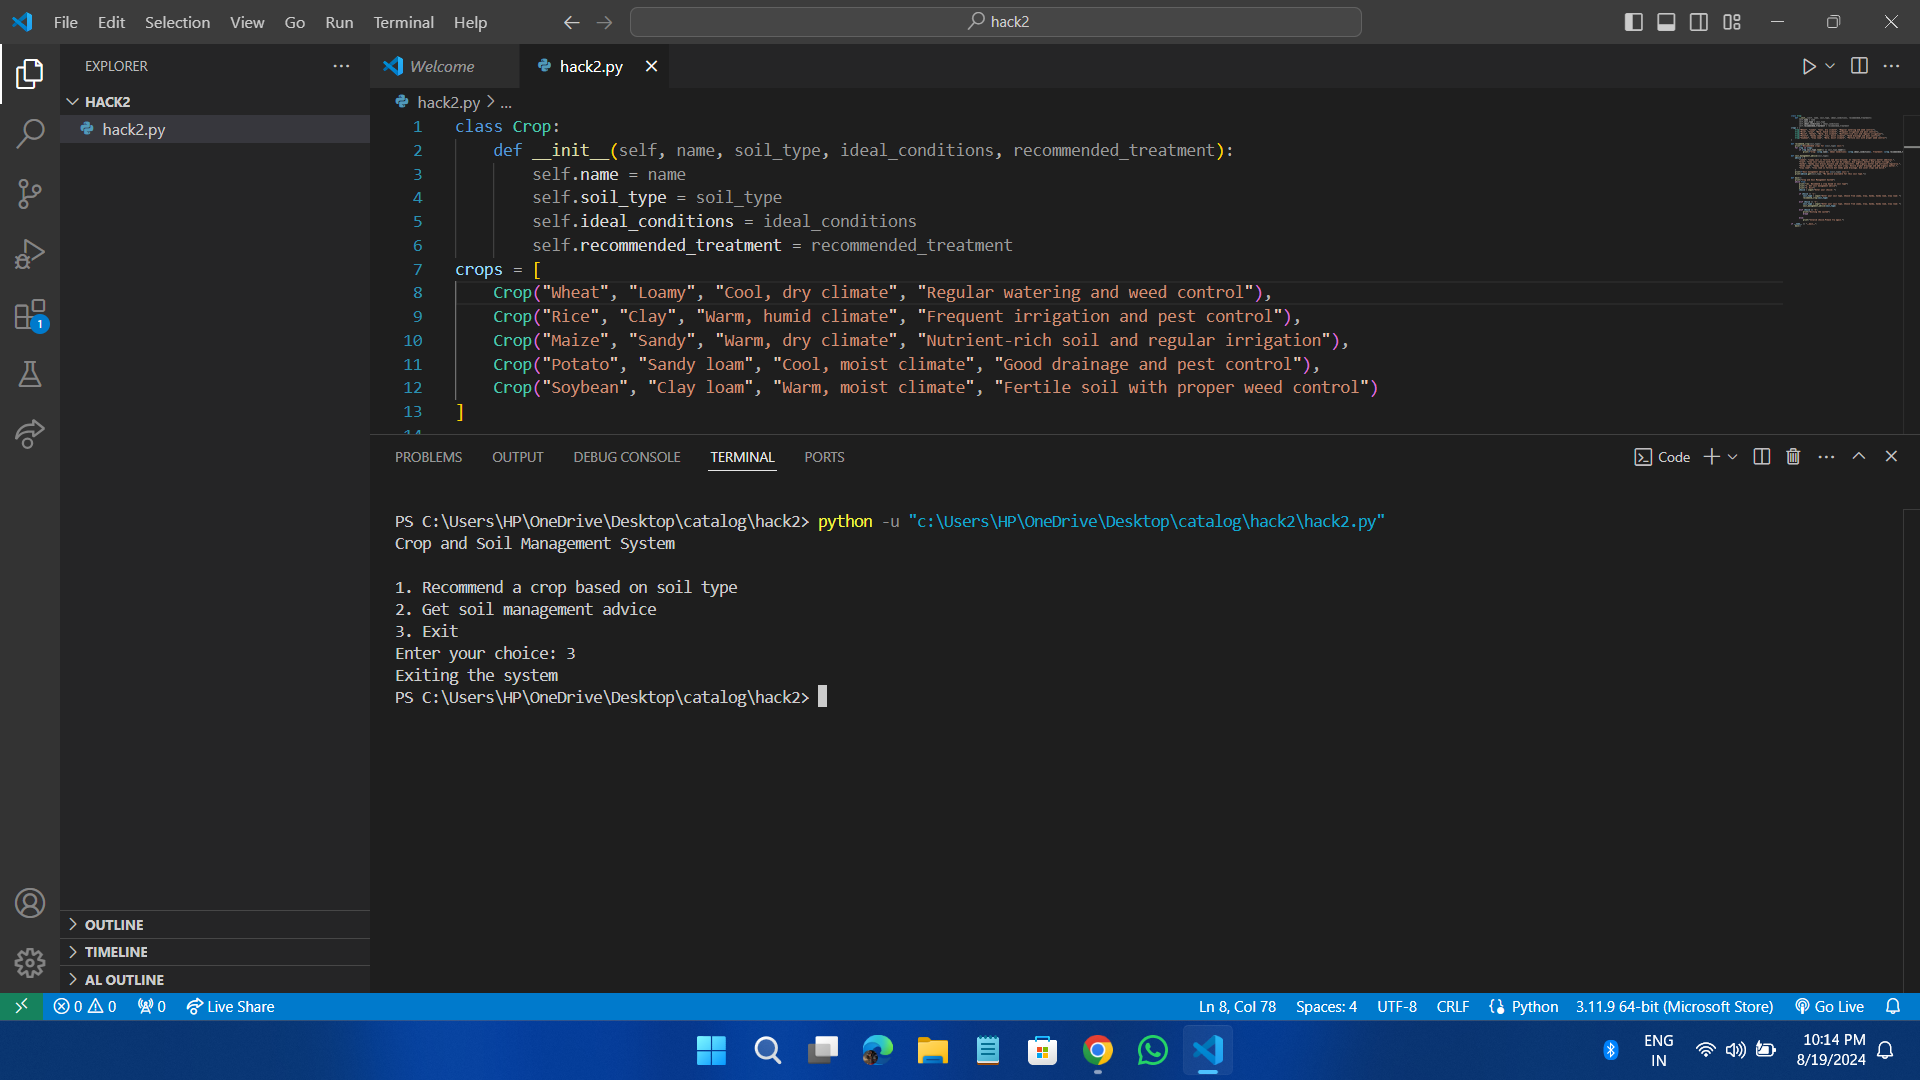 File Edit Selection View Go Run Terminal Help
hack2
EXPLORER
Welcome
hack2.py
HACK2
hack2.py
hack2.py > ...
1 class Crop:
2 def __init__(self, name, soil_type, ideal_conditions, recommended_treatment):
3 self.name = name
4 self.soil_type = soil_type
5 self.ideal_conditions = ideal_conditions
6 self.recommended_treatment = recommended_treatment
7 crops = [
8 Crop("Wheat", "Loamy", "Cool, dry climate", "Regular watering and weed control"),
9 Crop("Rice", "Clay", "Warm, humid climate", "Frequent irrigation and pest control"),
10 Crop("Maize", "Sandy", "Warm, dry climate", "Nutrient-rich soil and regular irrigation"),
11 Crop("Potato", "Sandy loam", "Cool, moist climate", "Good drainage and pest control"),
12 Crop("Soybean", "Clay loam", "Warm, moist climate", "Fertile soil with proper weed control")
13 ]
14
1
PROBLEMS OUTPUT DEBUG CONSOLE TERMINAL PORTS
Code
PS C:\Users\HP\OneDrive\Desktop\catalog\hack2> python -u "c:\Users\HP\OneDrive\Desktop\catalog\hack2\hack2.py"
Crop and Soil Management System
1. Recommend a crop based on soil type
2. Get soil management advice
3. Exit
Enter your choice: 3
Exiting the system
PS C:\Users\HP\OneDrive\Desktop\catalog\hack2>
OUTLINE
TIMELINE
AL OUTLINE
0 0 0 Live Share
Ln 8, Col 78 Spaces: 4 UTF-8 CRLF Python 3.11.9 64-bit (Microsoft Store) Go Live
ENG
IN
10:14 PM
8/19/2024